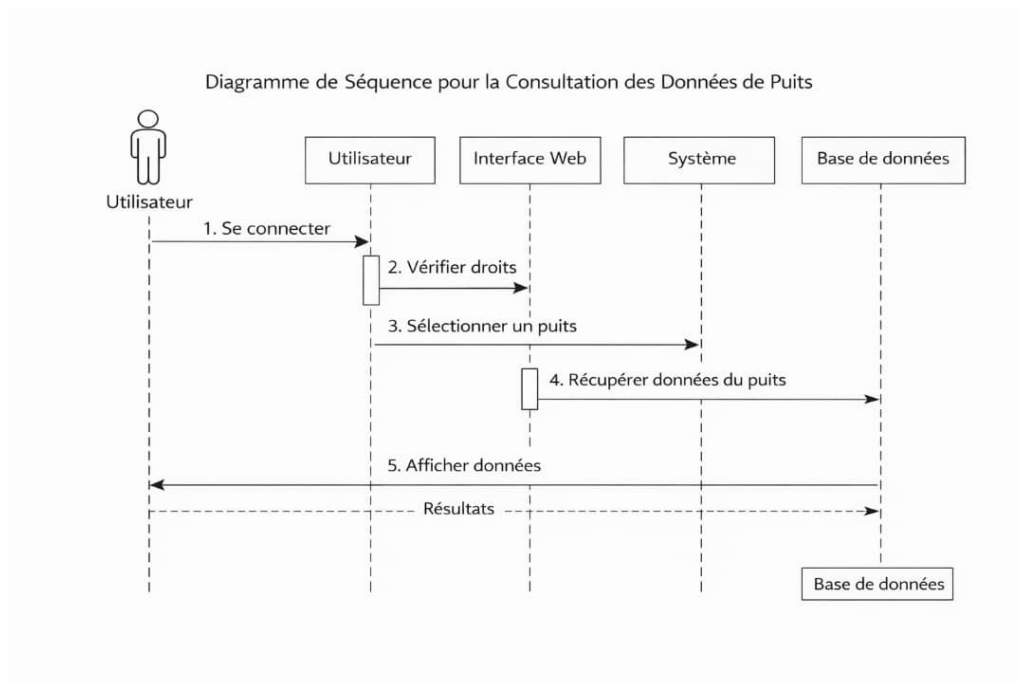 Diagramme de Séquence pour la Consultation des Données de Puits
Utilisateur
Interface Web
Système
Base de données
Utilisateur
1. Se connecter
2. Vérifier droits
3. Sélectionner un puits
4. Récupérer données du puits
5. Afficher données
Résultats
Base de données